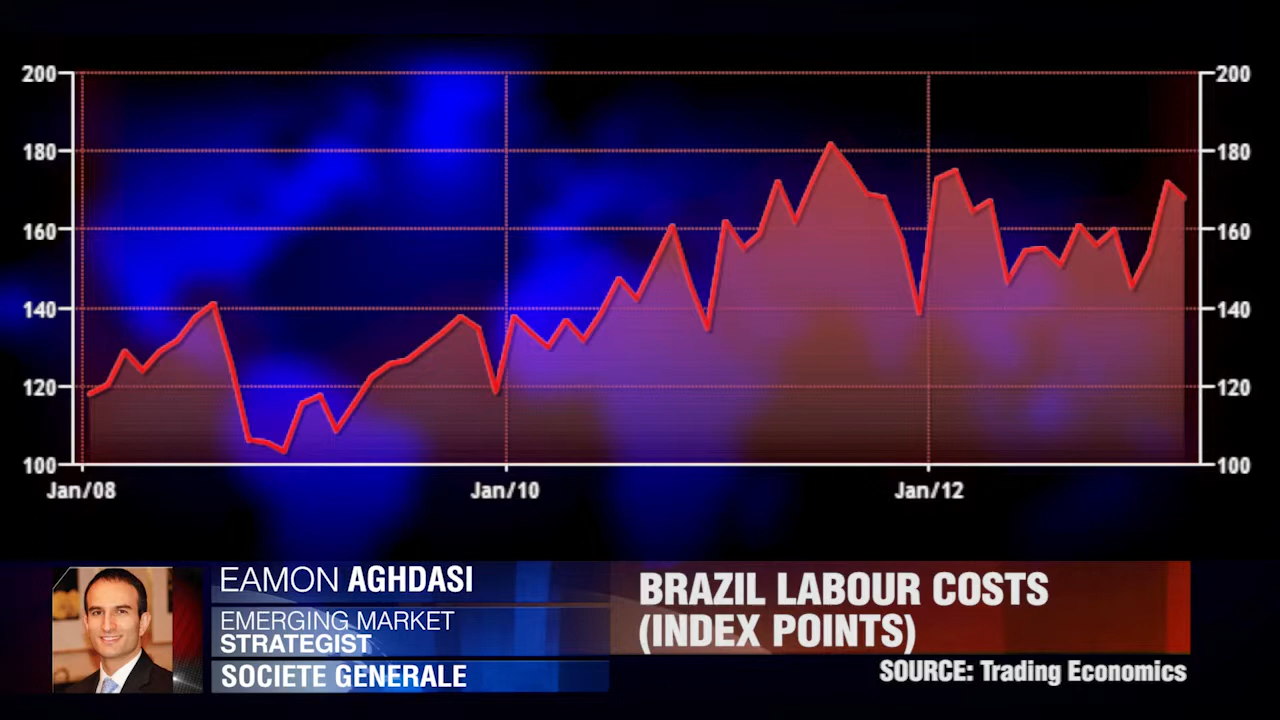 200 200
180 180
160 160
140 140
120 120
100 100
Jan/08 Jan/10 Jan/12
EAMON AGHDASI
EMERGING MARKET
STRATEGIST
SOCIETE GENERALE
BRAZIL LABOUR COSTS
(INDEX POINTS)
SOURCE: Trading Economics